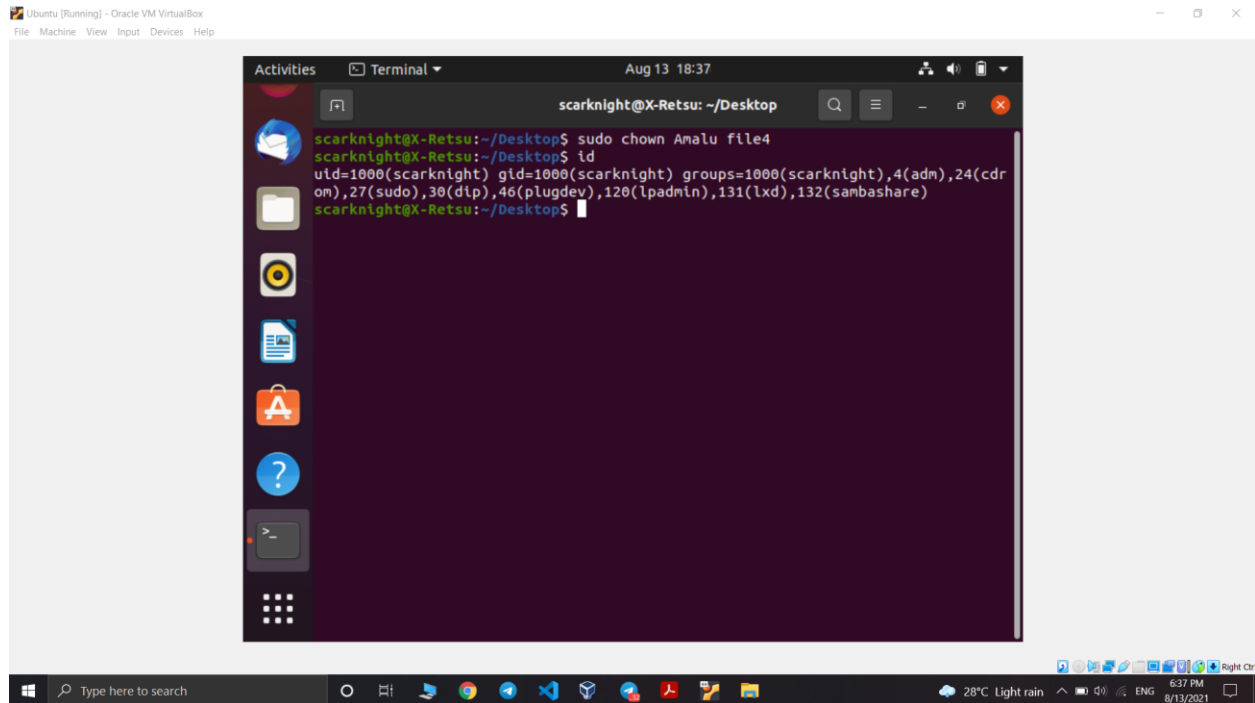 Ubuntu [Running] - Oracle VM VirtualBox
File Machine View Input Devices Help
Activities Terminal Aug 13 18:37
scarknight@X-Retsu: ~/Desktop
scarknight@X-Retsu:~/Desktop$ sudo chown Amalu file4
scarknight@X-Retsu:~/Desktop$ id
uid=1000(scarknight) gid=1000(scarknight) groups=1000(scarknight),4(adm),24(cdr
om),27(sudo),30(dip),46(plugdev),120(lpadmin),131(lxd),132(sambashare)
scarknight@X-Retsu:~/Desktop$
Right Ctr
Type here to search
28°C Light rain
ENG
6:37 PM
8/13/2021